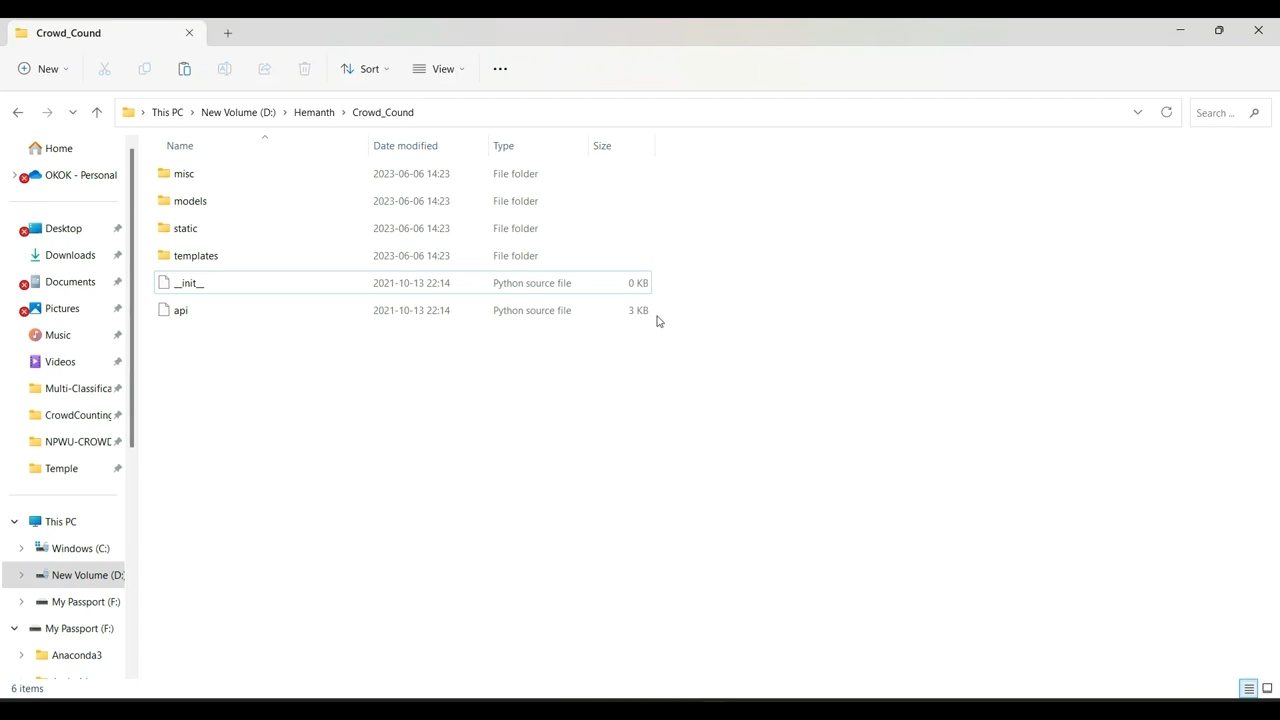 Crowd_Cound
New
Sort
View
This PC
New Volume (D:)
Hemanth
Crowd_Cound
Search ...
Home
OKOK - Personal
Desktop
Downloads
Documents
Pictures
Music
Videos
Multi-Classifica
CrowdCounting
NPWU-CROWD
Temple
This PC
Windows (C:)
New Volume (D:)
My Passport (F:)
My Passport (F:)
Anaconda3
Name Date modified Type Size
misc 2023-06-06 14:23 File folder
models 2023-06-06 14:23 File folder
static 2023-06-06 14:23 File folder
templates 2023-06-06 14:23 File folder
__init__ 2021-10-13 22:14 Python source file 0 KB
api 2021-10-13 22:14 Python source file 3 KB
6 items